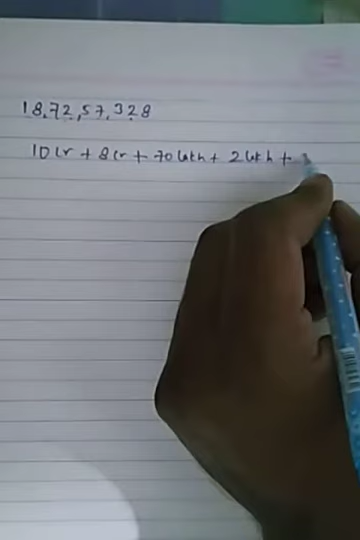 18,72,57,328
10 Cr + 8 Cr + 70 lakh + 2 lakh +